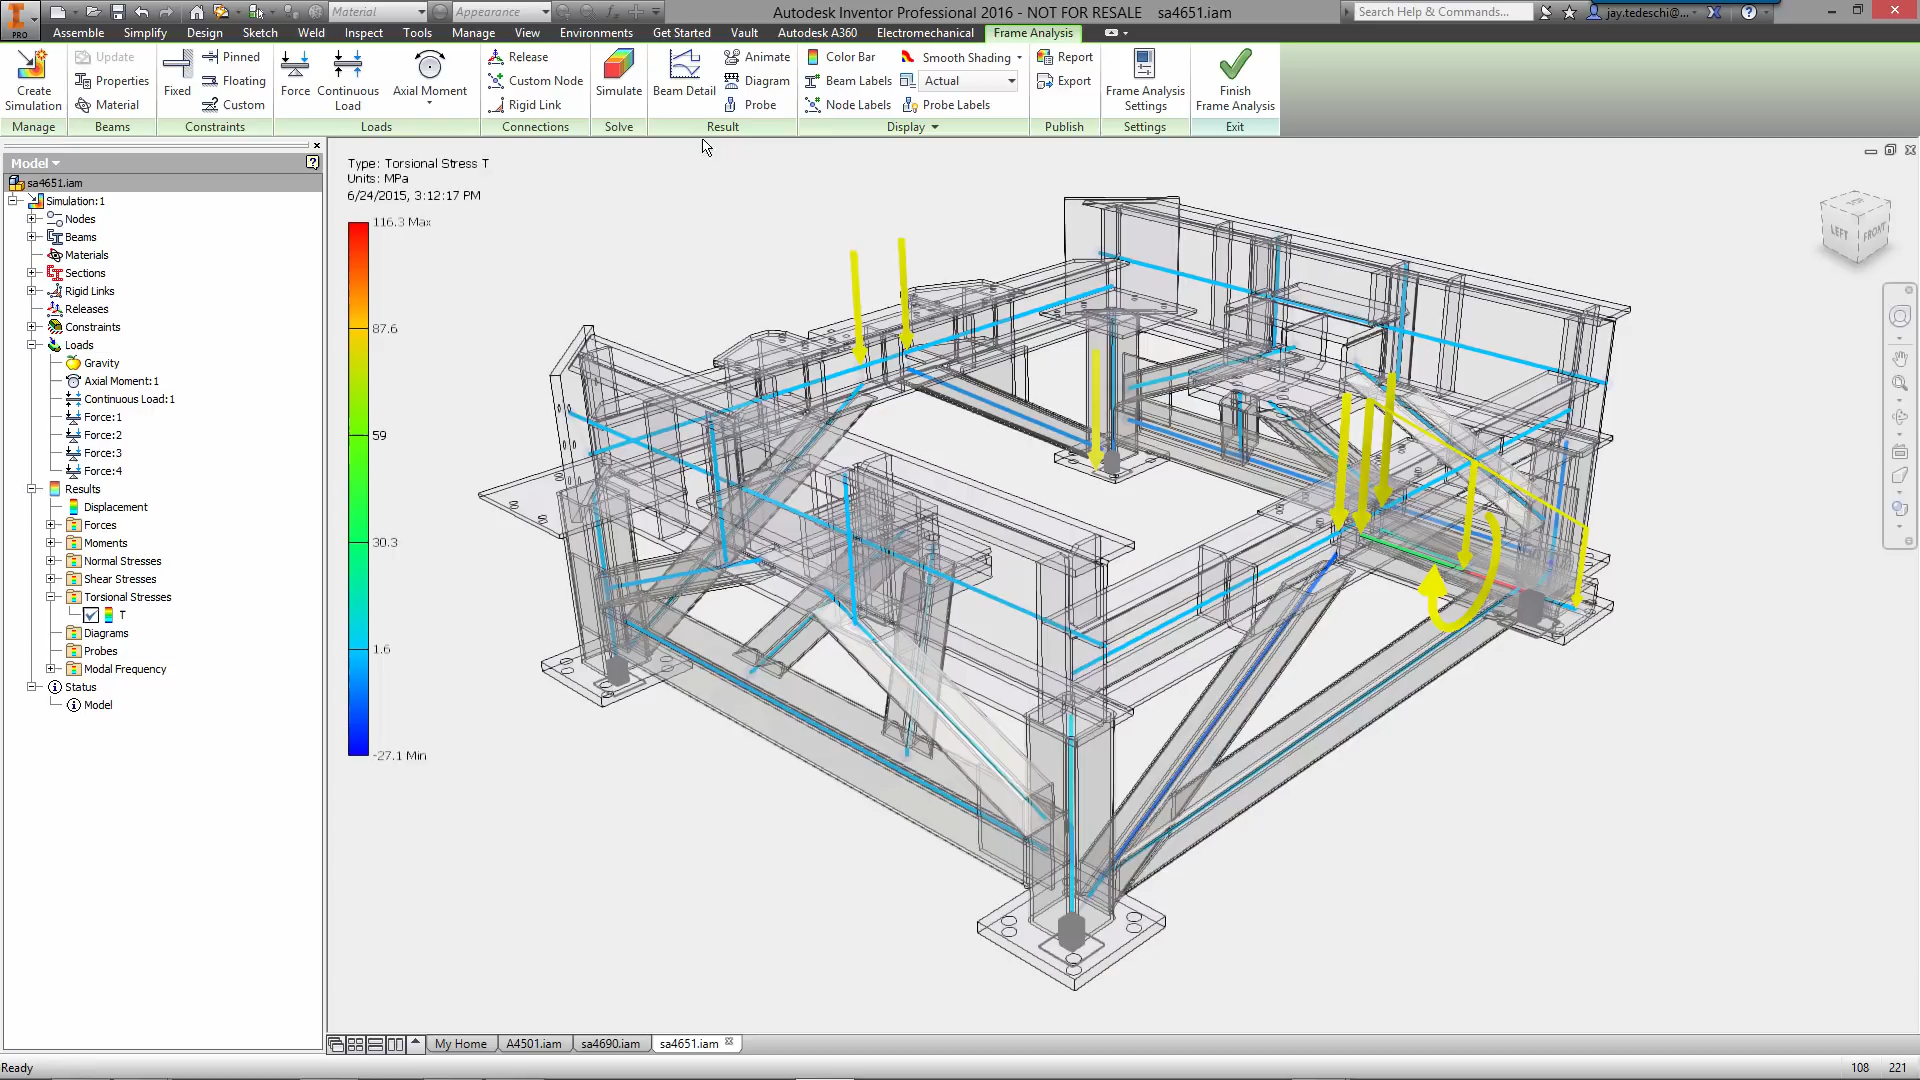 Material
Appearance
Autodesk Inventor Professional 2016 - NOT FOR RESALE sa4651.iam
Search Help & Commands...
jay.tedeschi@...
PRO
Assemble Simplify Design Sketch Weld Inspect Tools Manage View Environments Get Started Vault Autodesk A360 Electromechanical Frame Analysis
Create Simulation
Manage
Update
Properties
Material
Beams
Fixed
Pinned
Floating
Custom
Constraints
Force
Continuous Load
Axial Moment
Loads
Release
Custom Node
Rigid Link
Connections
Simulate
Solve
Beam Detail
Animate
Diagram
Probe
Result
Color Bar
Beam Labels
Node Labels
Smooth Shading
Actual
Probe Labels
Display
Report
Export
Publish
Frame Analysis Settings
Settings
Finish Frame Analysis
Exit
Model
sa4651.iam
Simulation:1
Nodes
Beams
Materials
Sections
Rigid Links
Releases
Constraints
Loads
Gravity
Axial Moment:1
Continuous Load:1
Force:1
Force:2
Force:3
Force:4
Results
Displacement
Forces
Moments
Normal Stresses
Shear Stresses
Torsional Stresses
T
Diagrams
Probes
Modal Frequency
Status
Model
Type: Torsional Stress T
Units: MPa
6/24/2015, 3:12:17 PM
116.3 Max
87.6
59
30.3
1.6
-27.1 Min
TOP
LEFT
FRONT
My Home A4501.iam sa4690.iam sa4651.iam
Ready
108 221